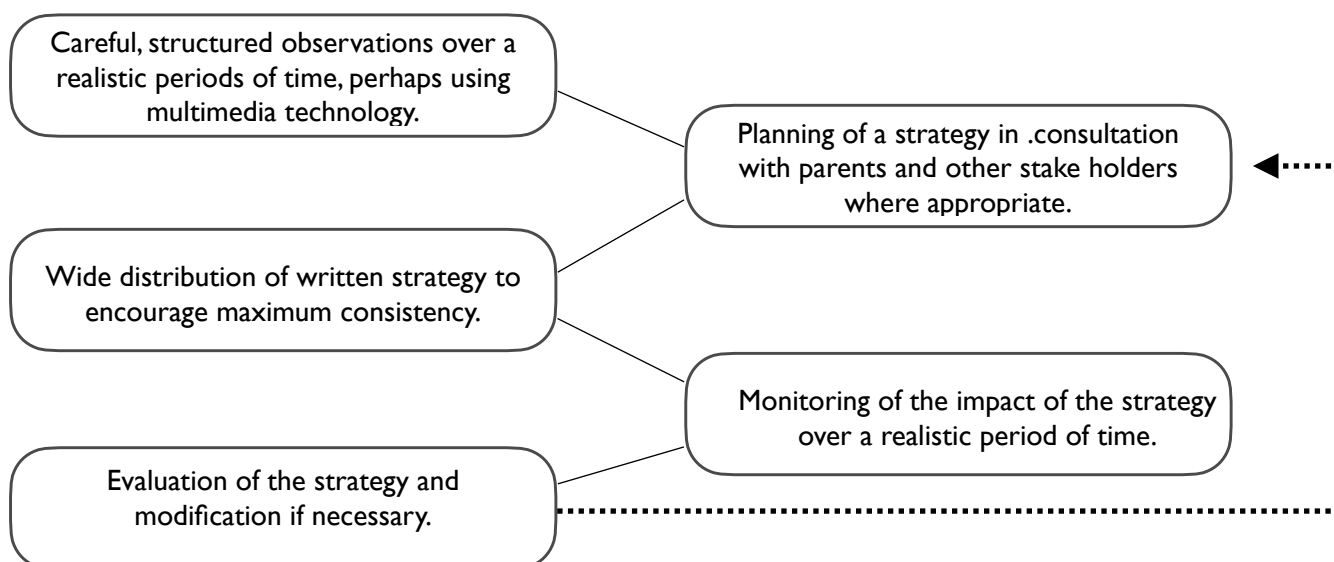 Careful, structured observations over a
realistic periods of time, perhaps using
multimedia technology.
Planning of a strategy in .consultation
with parents and other stake holders
where appropriate.
Wide distribution of written strategy to
encourage maximum consistency.
Monitoring of the impact of the strategy
over a realistic period of time.
Evaluation of the strategy and
modification if necessary.